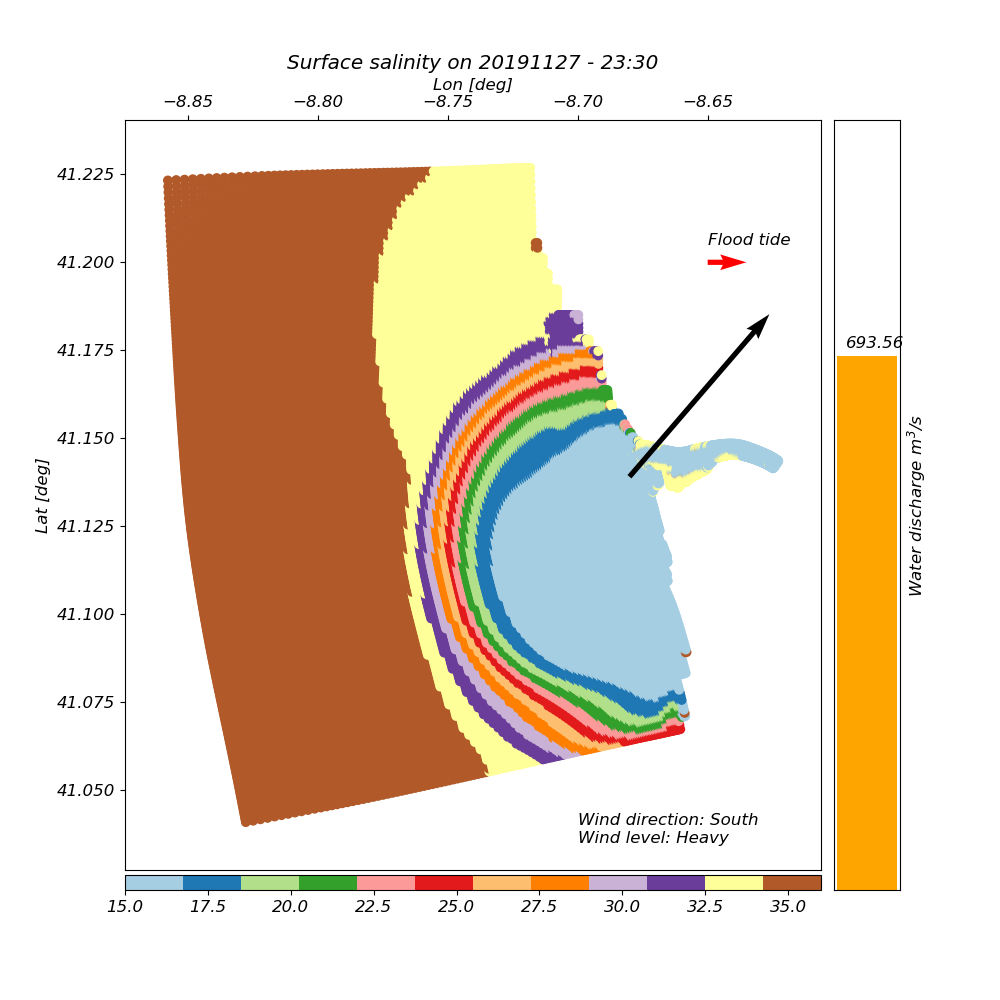 Surface salinity on 20191127 - 23:30
Lon [deg]
−8.85 −8.80 −8.75 −8.70 −8.65
41.225
41.200
41.175
41.150
41.125
41.100
41.075
41.050
Lat [deg]
Flood tide
693.56
Water discharge m³/s
Wind direction: South
Wind level: Heavy
15.0 17.5 20.0 22.5 25.0 27.5 30.0 32.5 35.0